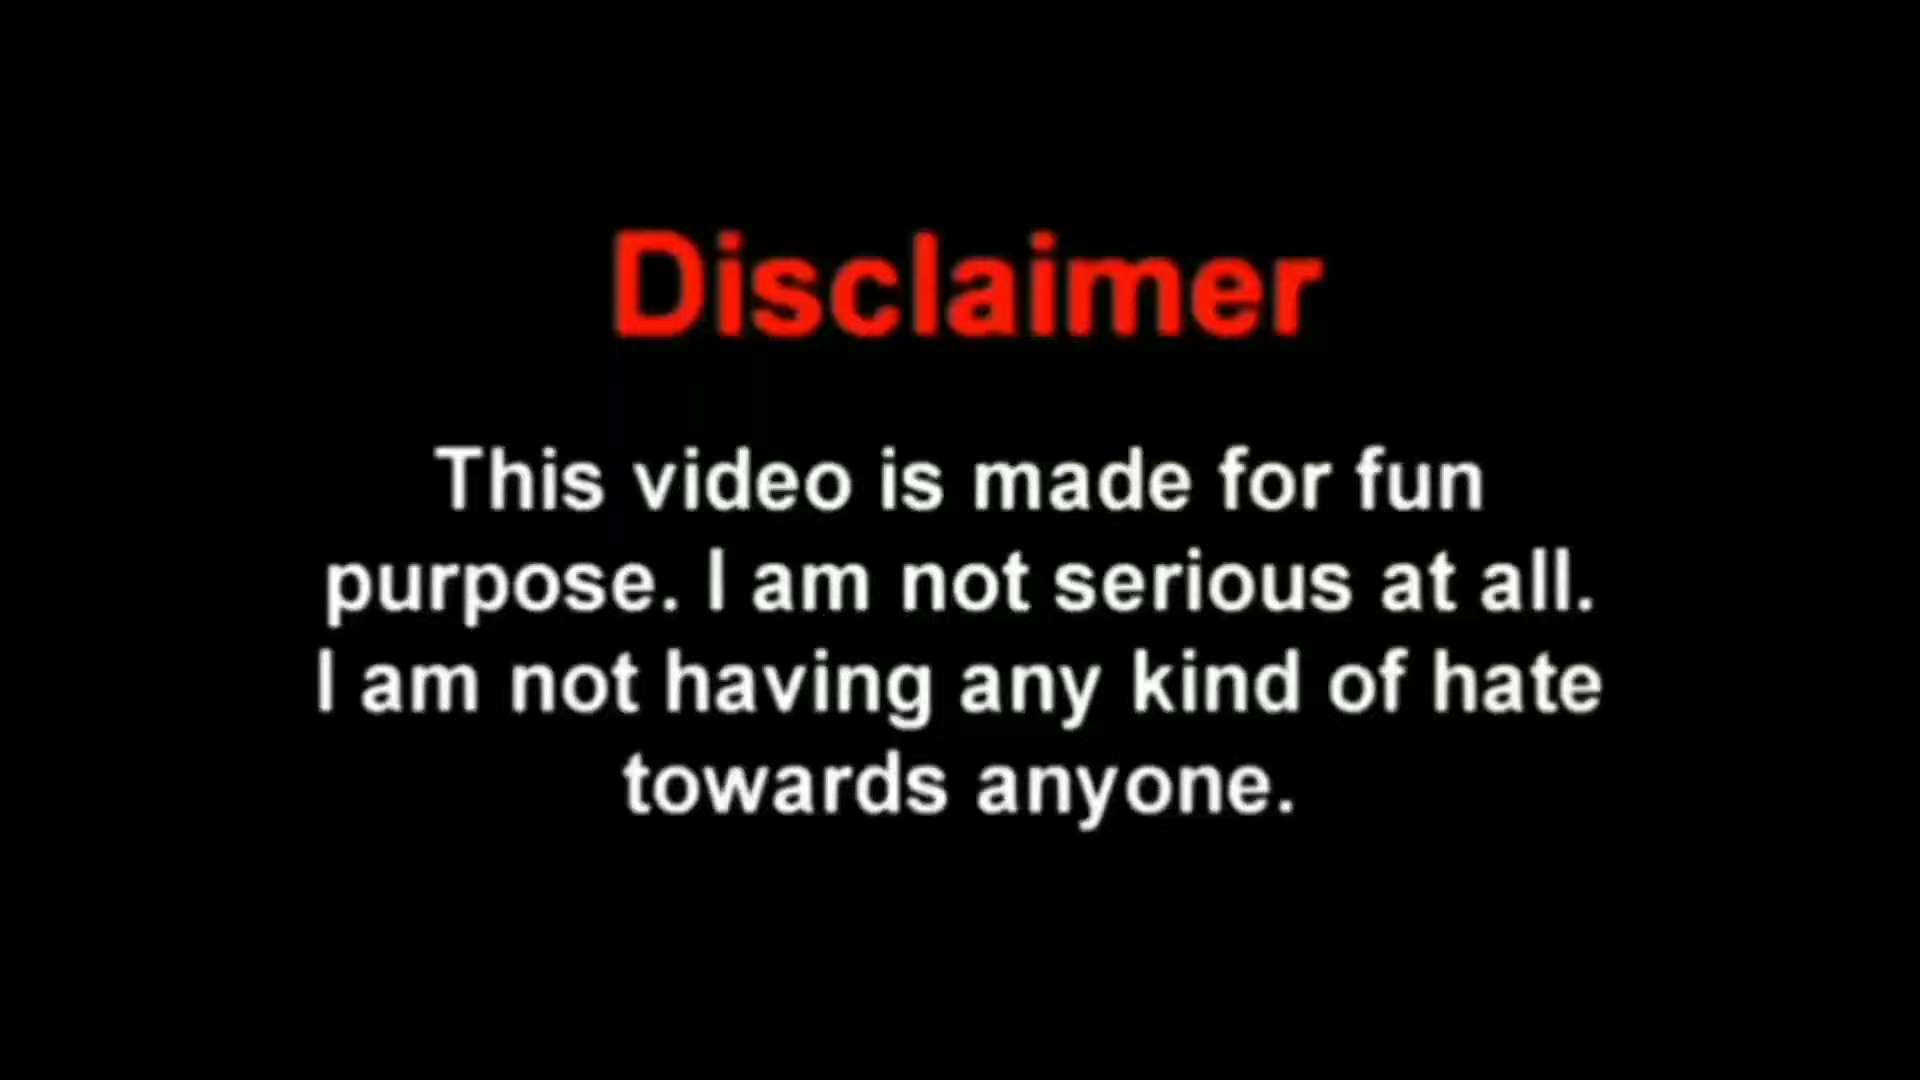 Disclaimer
This video is made for fun
purpose. I am not serious at all.
I am not having any kind of hate
towards anyone.